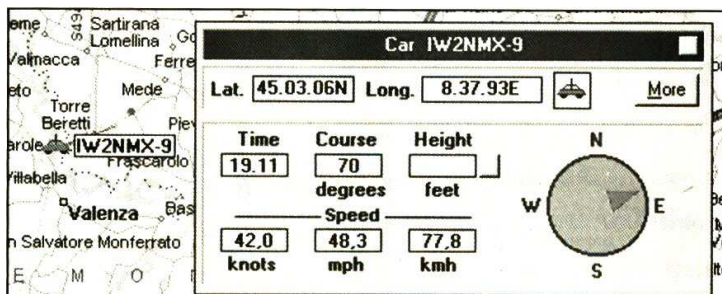 Sartirana
Lomellina
S494
Valmacca
Ferre
Mede
Torre
Beretti
IW2NMX-9
Frascarolo
Villabella
Valenza
Bas
n Salvatore Monferrato
E M O
Car IW2NMX-9
Lat. 45.03.06N Long. 8.37.93E More
Time Course Height
19.11 70
degrees feet
Speed
42,0 48,3 77,8
knots mph kmh
N
W E
S